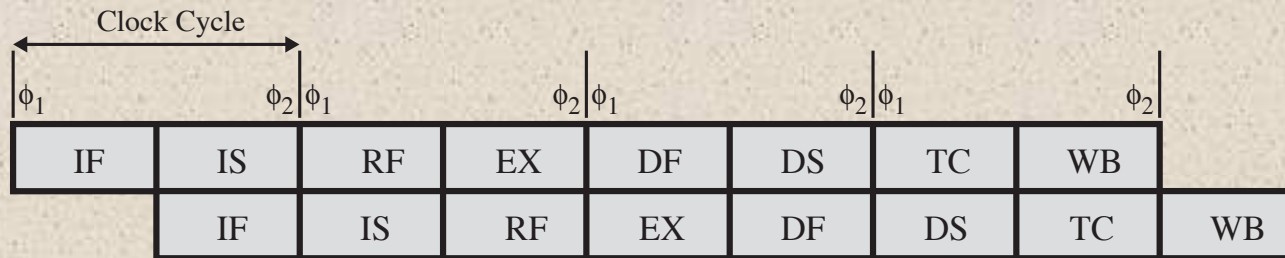 Clock Cycle
ϕ1 ϕ2 ϕ1 ϕ2 ϕ1 ϕ2 ϕ1 ϕ2
IF IS RF EX DF DS TC WB
IF IS RF EX DF DS TC WB